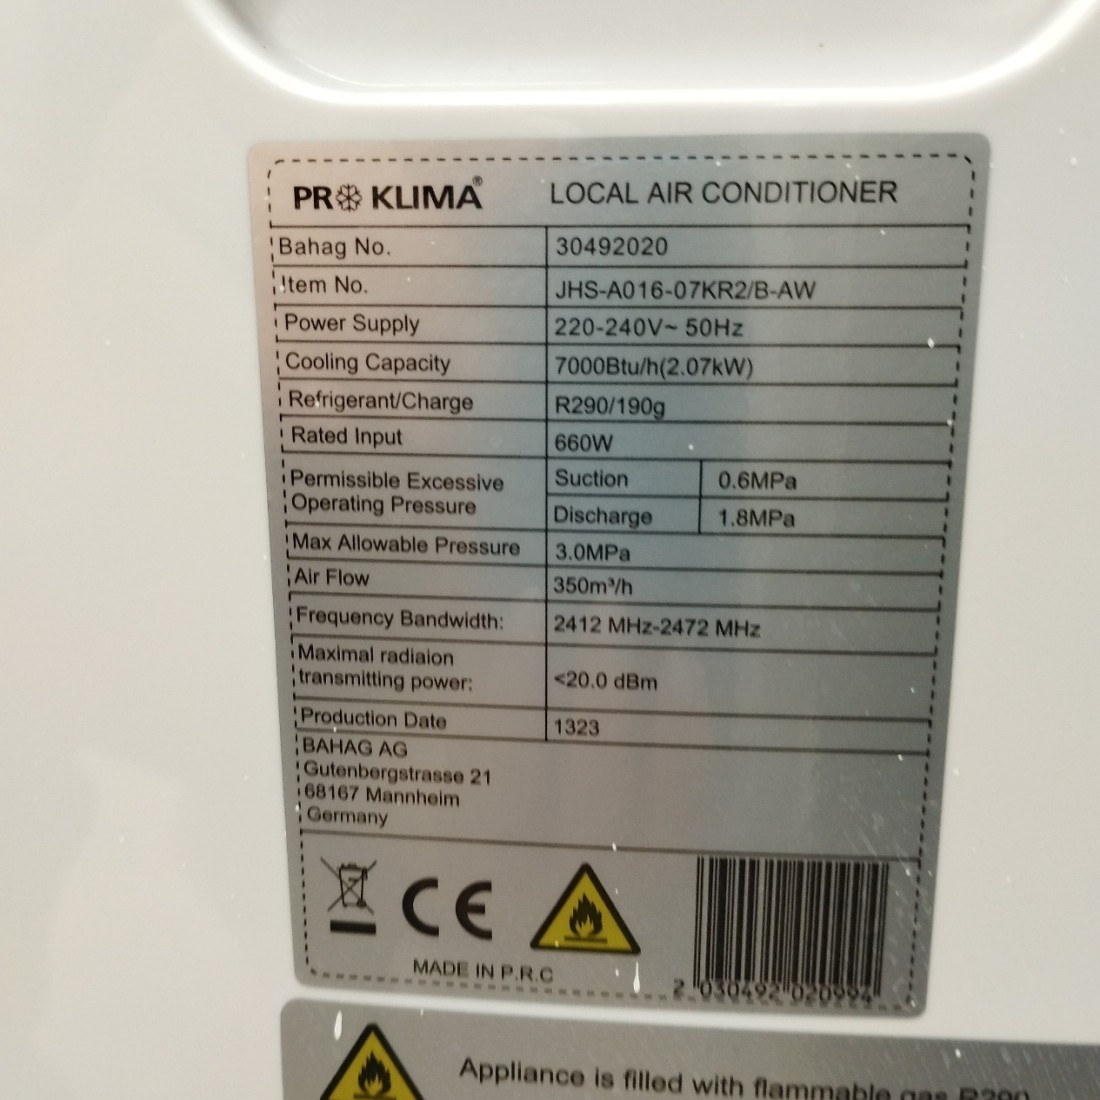 PRO KLIMA® LOCAL AIR CONDITIONER
Bahag No. 30492020
Item No. JHS-A016-07KR2/B-AW
Power Supply 220-240V~ 50Hz
Cooling Capacity 7000Btu/h(2.07kW)
Refrigerant/Charge R290/190g
Rated Input 660W
Permissible Excessive
Operating Pressure
Suction 0.6MPa
Discharge 1.8MPa
Max Allowable Pressure 3.0MPa
Air Flow 350m³/h
Frequency Bandwidth: 2412 MHz-2472 MHz
Maximal radiaion
transmitting power: <20.0 dBm
Production Date 1323
BAHAG AG
Gutenbergstrasse 21
68167 Mannheim
Germany
CE
MADE IN P.R.C
2 030492 020994
Appliance is filled with flammable gas R290